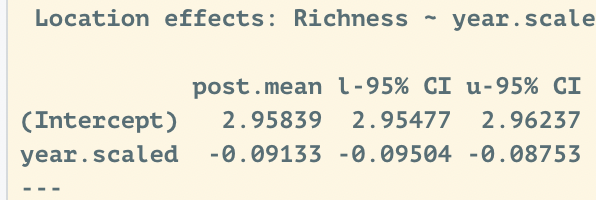 Location effects: Richness ~ year.scale
post.mean l-95% CI u-95% CI
(Intercept) 2.95839 2.95477 2.96237
year.scaled -0.09133 -0.09504 -0.08753
---